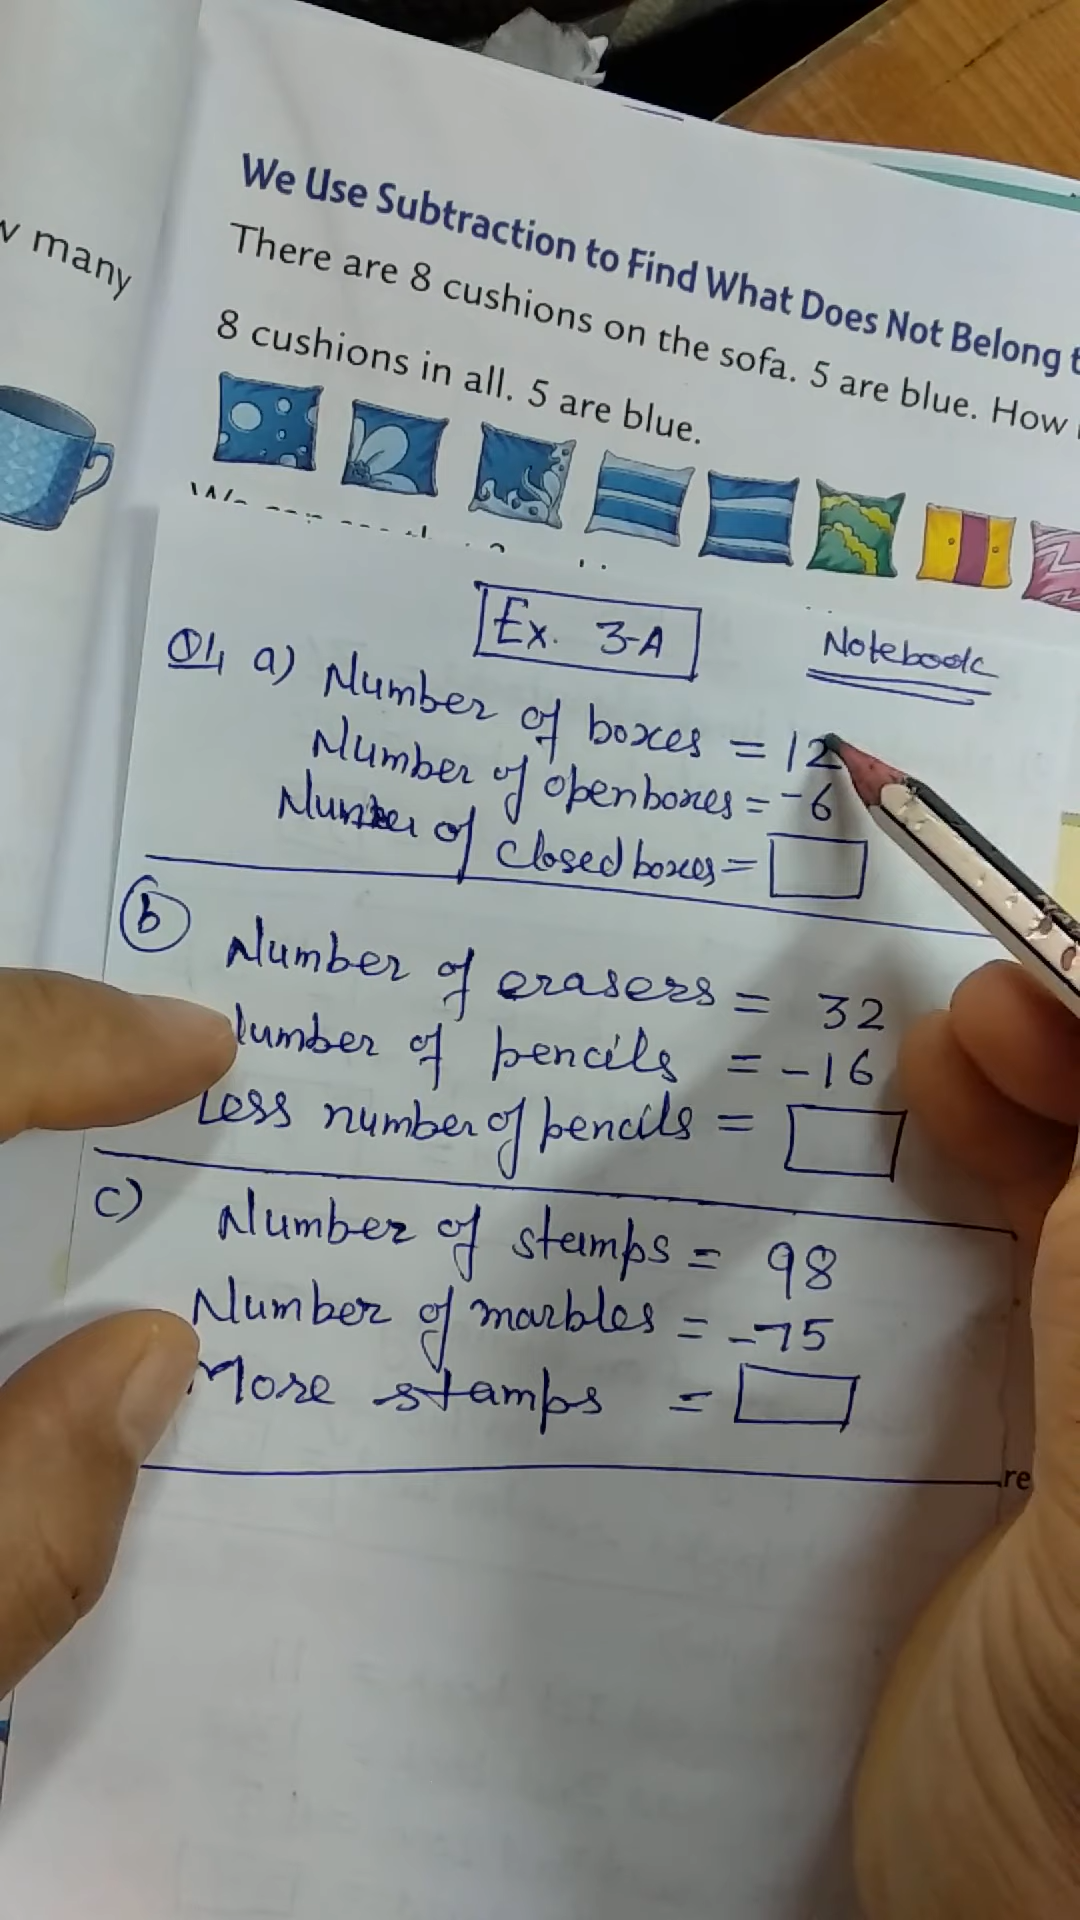 w many
We Use Subtraction to Find What Does Not Belong t
There are 8 cushions on the sofa. 5 are blue. How
8 cushions in all. 5 are blue.
Ex. 3-A
Notebook
Q1, a) Number of boxes = 12
Number of open boxes = -6
Number of closed boxes =
b
Number of erasers = 32
Number of pencils = -16
Less number of pencils =
c)
Number of stamps = 98
Number of marbles = -75
More stamps =
re